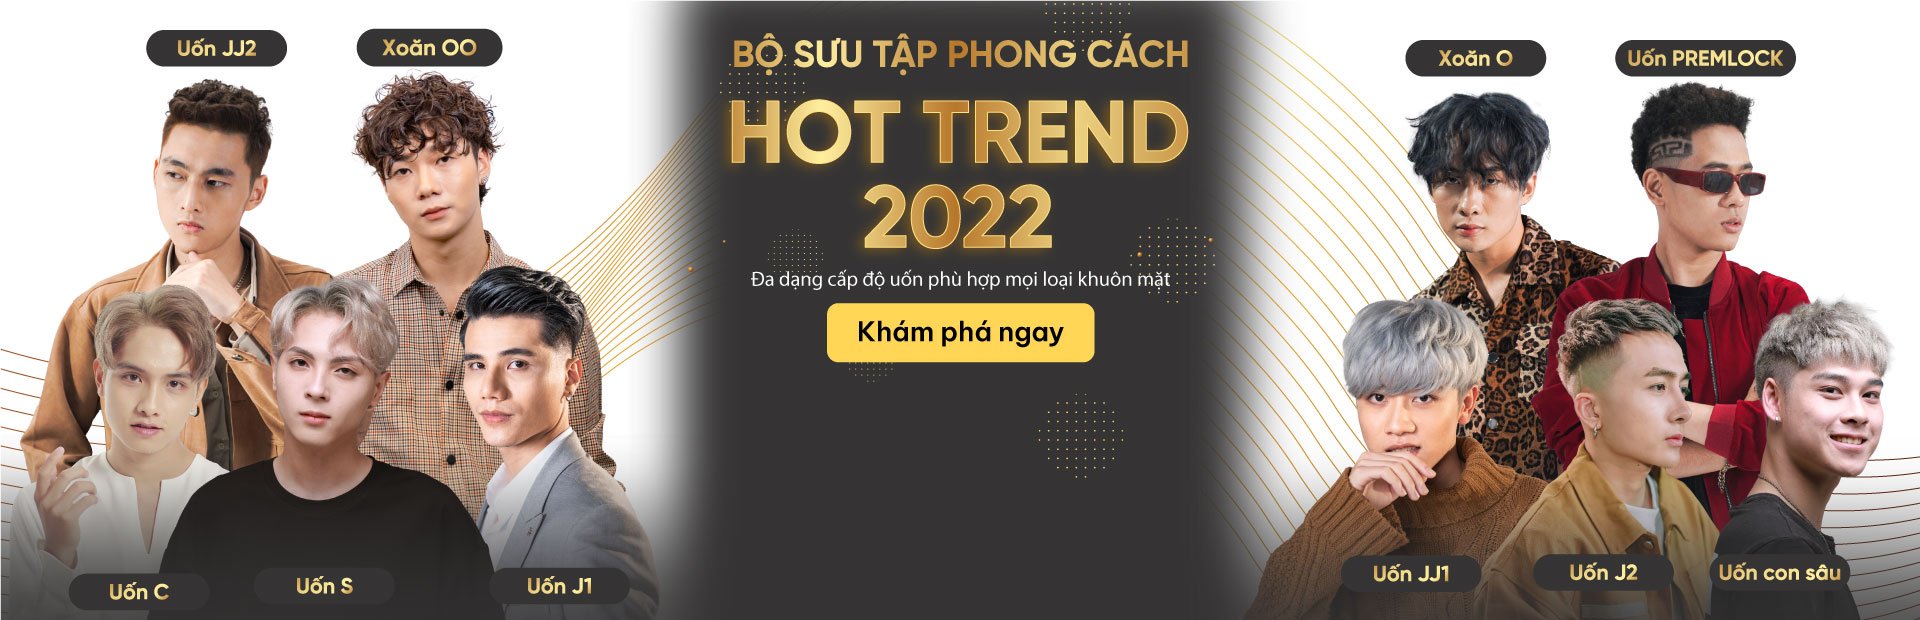 Uốn JJ2
Xoăn OO
BỘ SƯU TẬP PHONG CÁCH
HOT TREND
2022
Đa dạng cấp độ uốn phù hợp mọi loại khuôn mặt
Khám phá ngay
Xoăn O
Uốn PREMLOCK
Uốn C
Uốn S
Uốn J1
Uốn JJ1
Uốn J2
Uốn con sâu